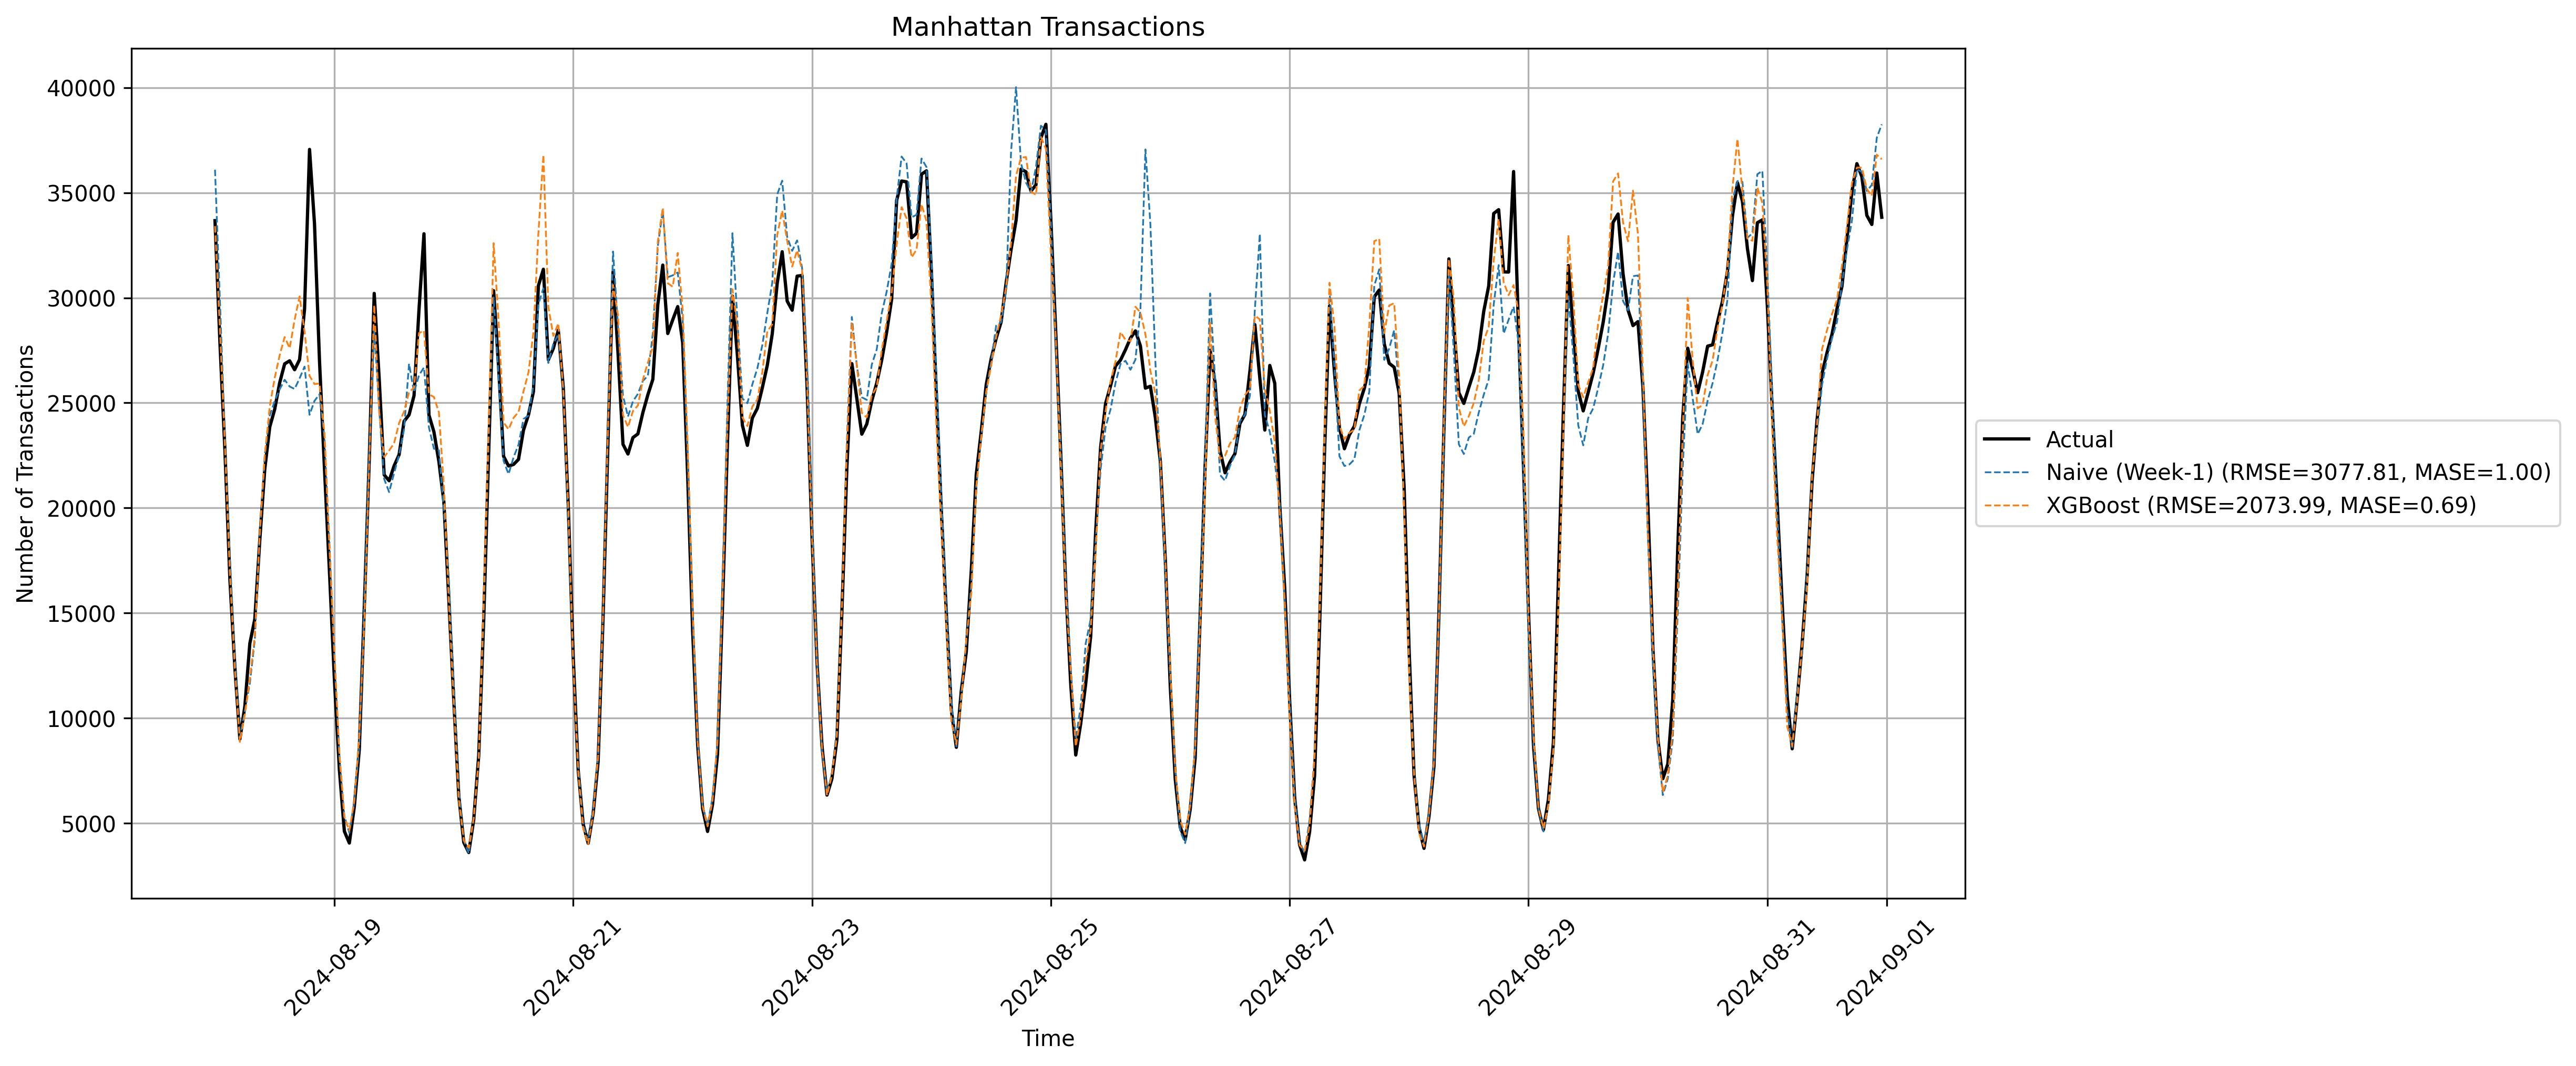 Manhattan Transactions
Number of Transactions
40000
35000
30000
25000
20000
15000
10000
5000
2024-08-19
2024-08-21
2024-08-23
2024-08-25
2024-08-27
2024-08-29
2024-08-31
2024-09-01
Time
Actual
Naive (Week-1) (RMSE=3077.81, MASE=1.00)
XGBoost (RMSE=2073.99, MASE=0.69)